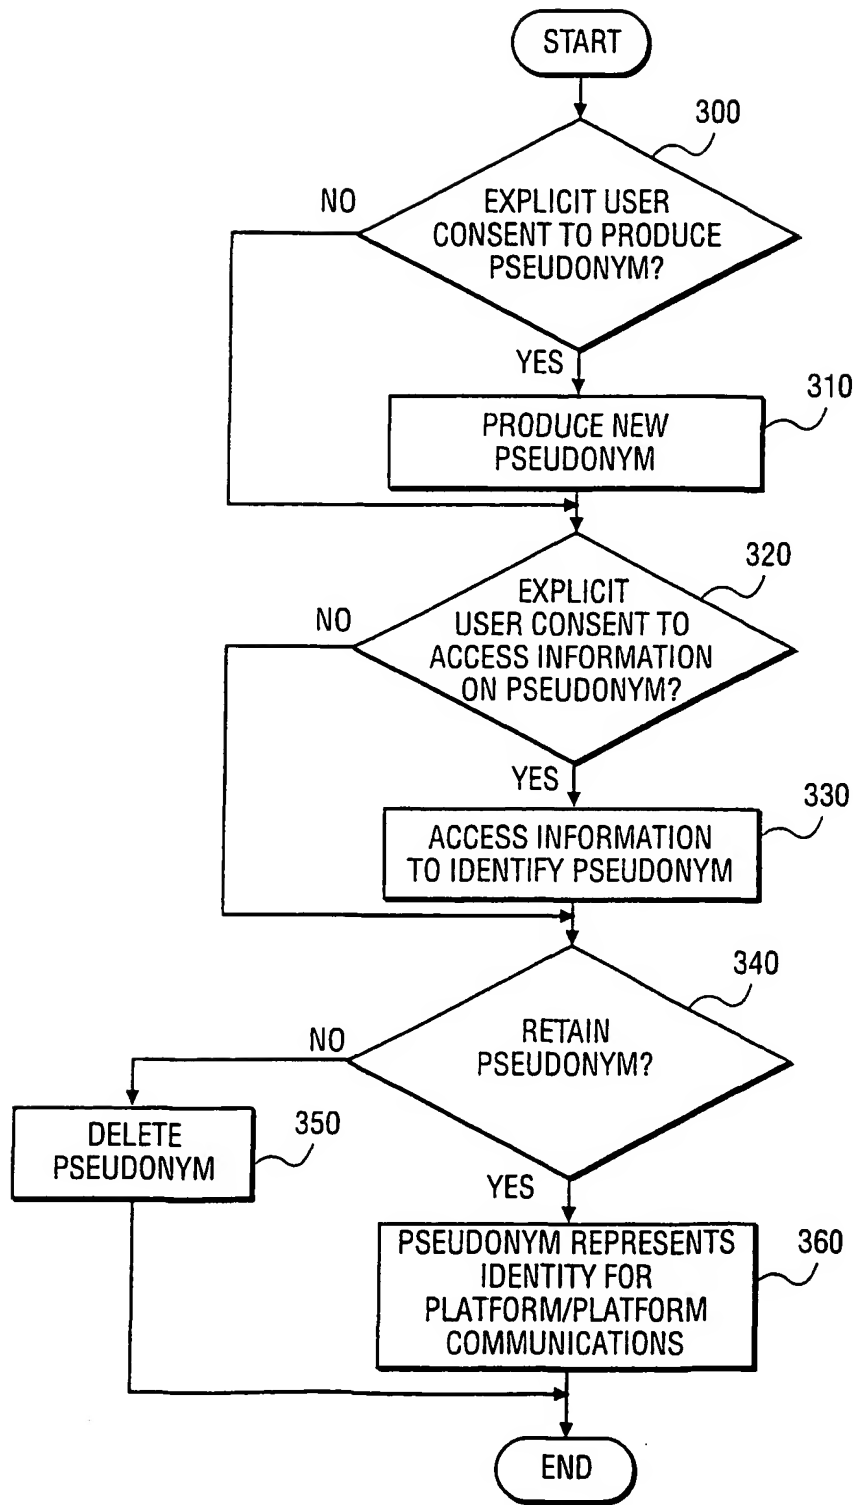 START
300
NO
EXPLICIT USER
CONSENT TO PRODUCE
PSEUDONYM?
YES
310
PRODUCE NEW
PSEUDONYM
320
NO
EXPLICIT
USER CONSENT TO
ACCESS INFORMATION
ON PSEUDONYM?
YES
330
ACCESS INFORMATION
TO IDENTIFY PSEUDONYM
340
NO
RETAIN
PSEUDONYM?
DELETE
PSEUDONYM
350
YES
PSEUDONYM REPRESENTS
IDENTITY FOR
PLATFORM/PLATFORM
COMMUNICATIONS
360
END